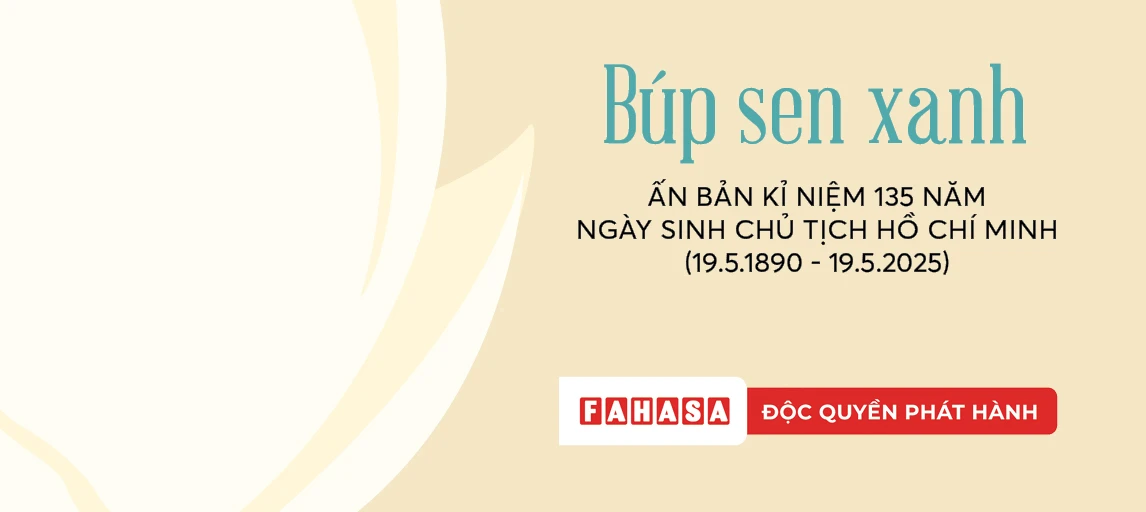 Búp sen xanh
ẤN BẢN KỈ NIỆM 135 NĂM
NGÀY SINH CHỦ TỊCH HỒ CHÍ MINH
(19.5.1890 - 19.5.2025)
FAHASA ĐỘC QUYỀN PHÁT HÀNH